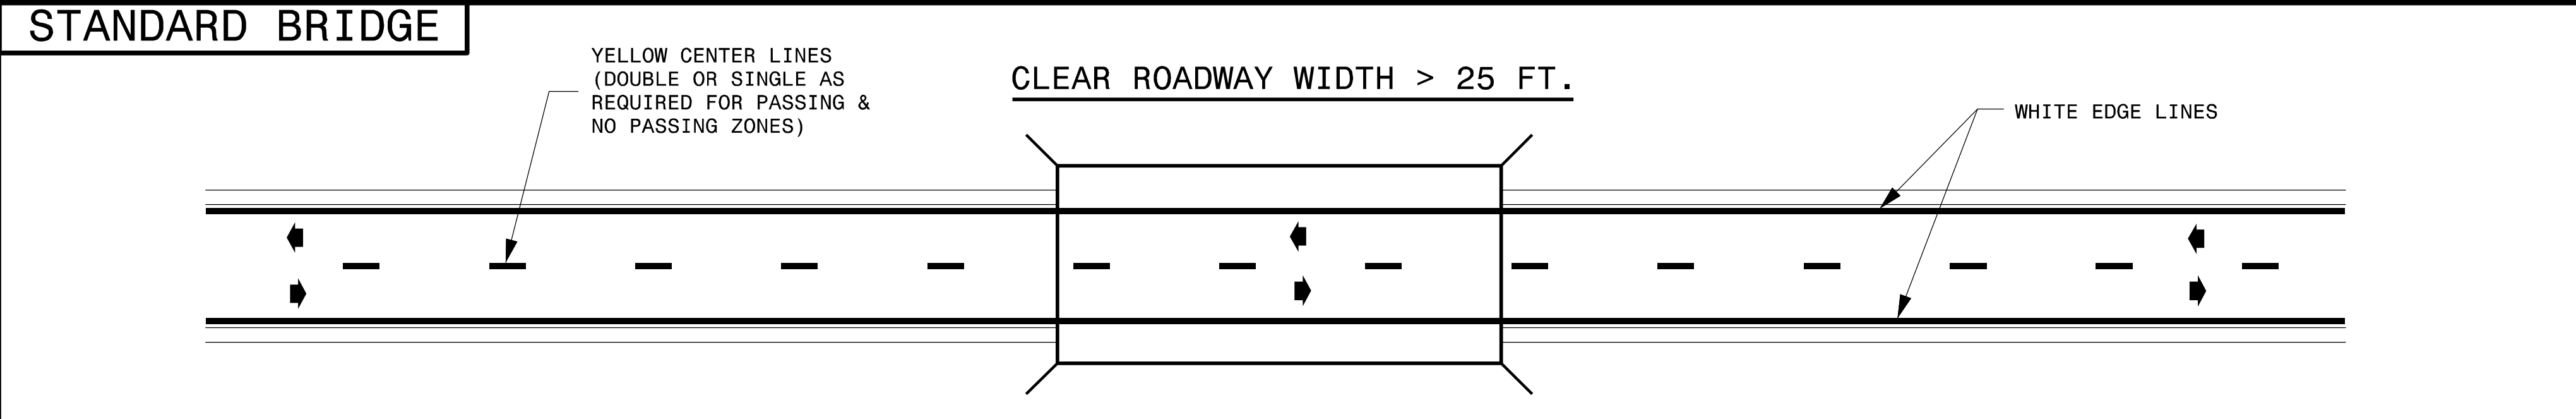 STANDARD BRIDGE
YELLOW CENTER LINES
(DOUBLE OR SINGLE AS
REQUIRED FOR PASSING &
NO PASSING ZONES)
CLEAR ROADWAY WIDTH > 25 FT.
WHITE EDGE LINES